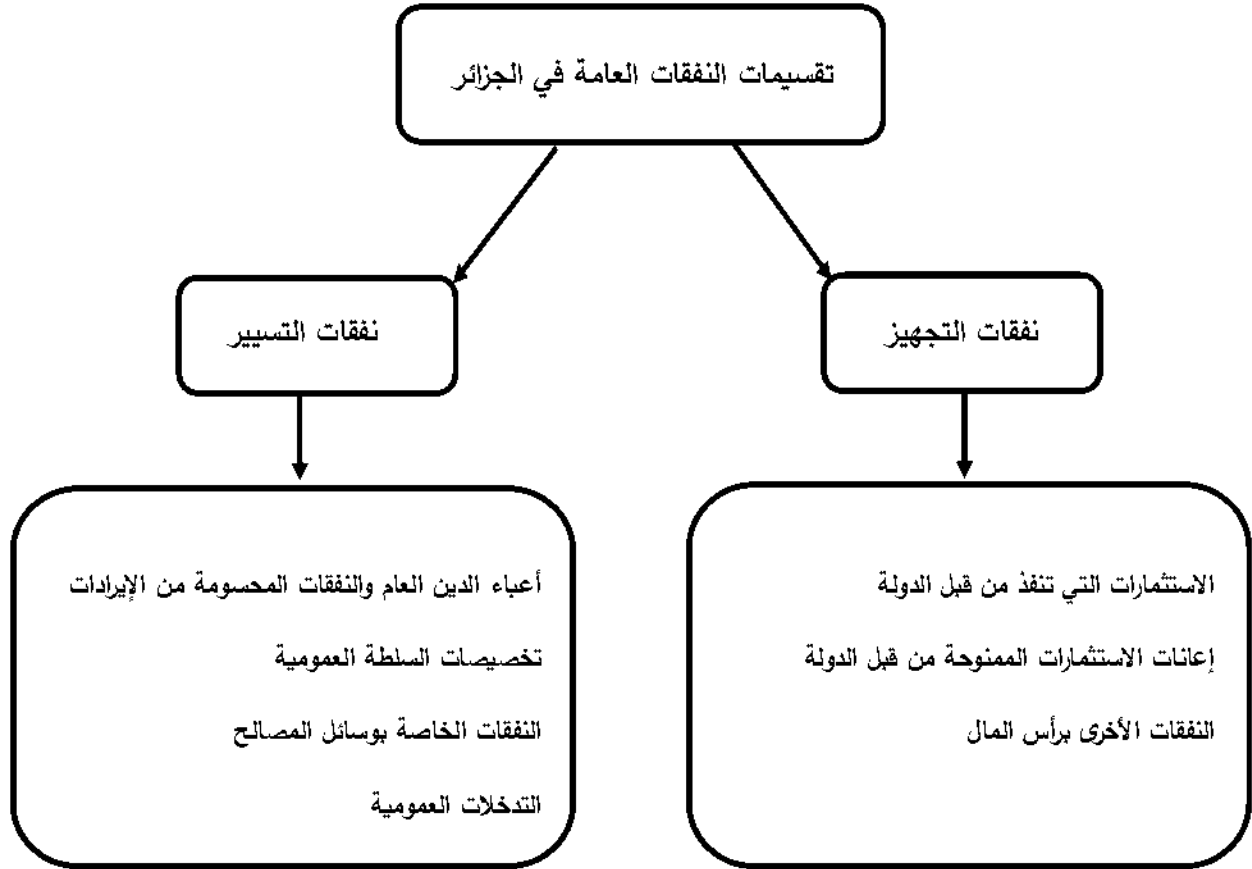 تقسيمات النفقات العامة في الجزائر
نفقات التجهيز
نفقات التسيير
الاستثمارات التي تنفذ من قبل الدولة
إعانات الاستثمارات الممنوحة من قبل الدولة
النفقات الأخرى برأس المال
أعباء الدين العام والنفقات المحسومة من الإيرادات
تخصيصات السلطة العمومية
النفقات الخاصة بوسائل المصالح
التدخلات العمومية